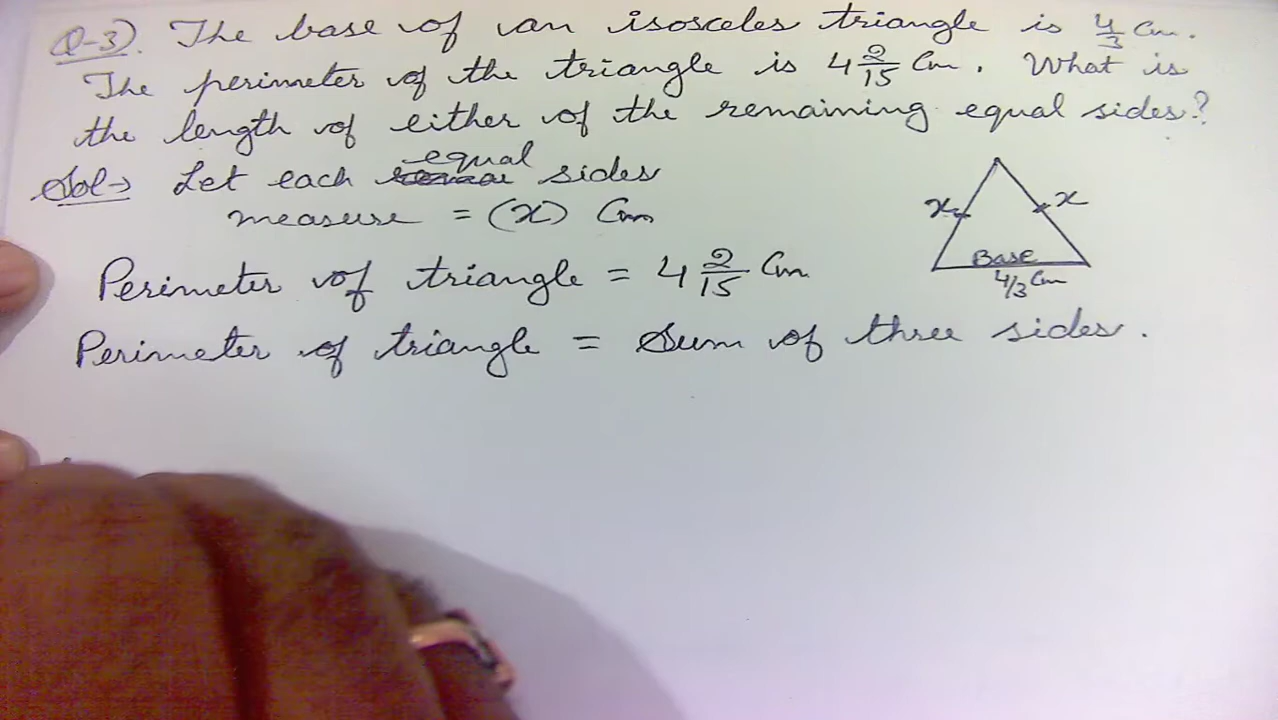 Q-3). The base of an isosceles triangle is 4/3 Cm.
The perimeter of the triangle is 4 2/15 Cm. What is
the length of either of the remaining equal sides?
Sol→ Let each equal sides
measure = (x) Cm
x x
Base
4/3 Cm
Perimeter of triangle = 4 2/15 Cm
Perimeter of triangle = Sum of three sides.